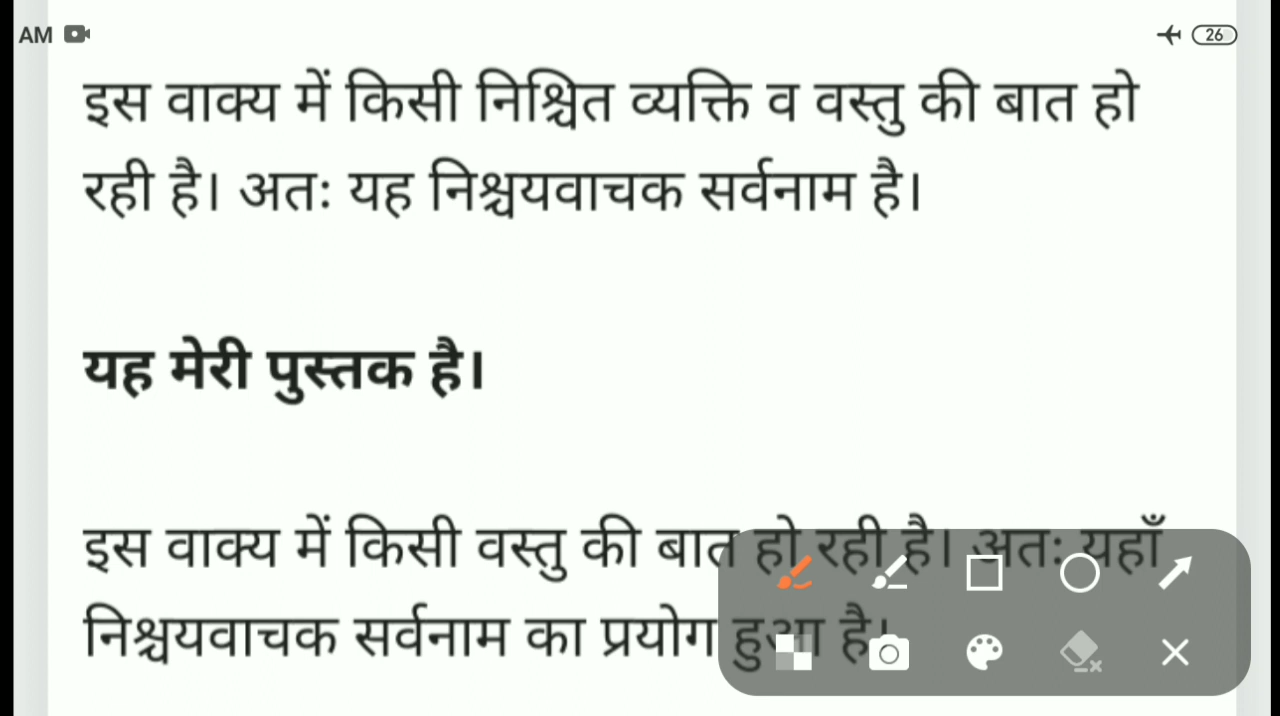 AM 26
इस वाक्य में किसी निश्चित व्यक्ति व वस्तु की बात हो
रही है। अतः यह निश्चयवाचक सर्वनाम है।
यह मेरी पुस्तक है।
इस वाक्य में किसी वस्तु की बात हो रही है। अतः यहाँ
निश्चयवाचक सर्वनाम का प्रयोग हुआ है।